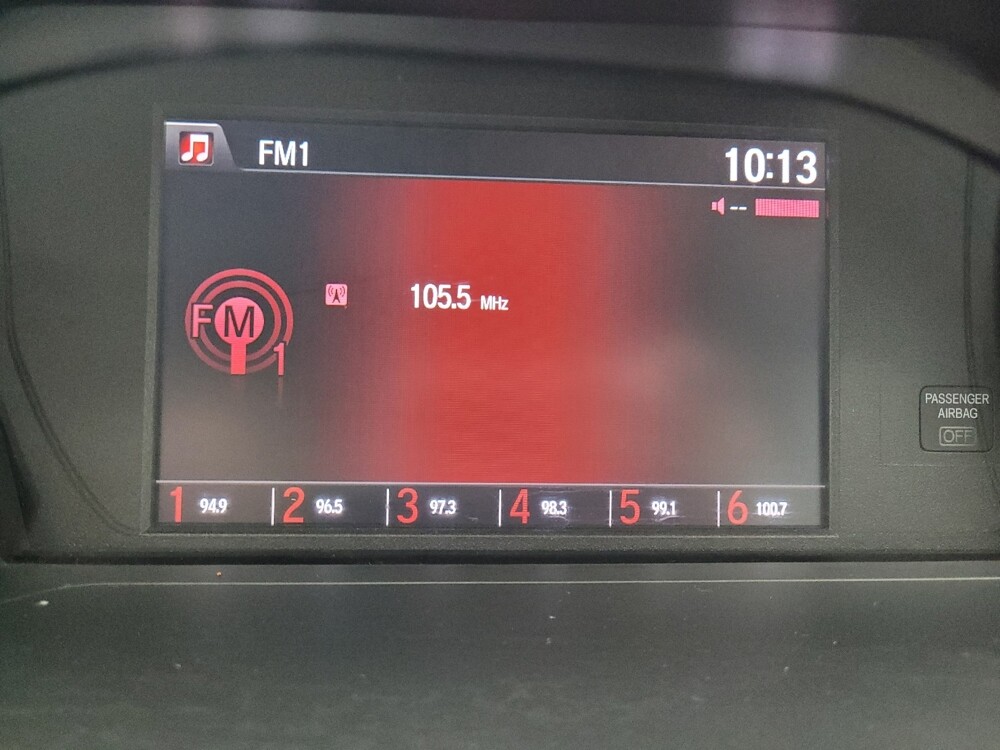 FM1
10:13
--
FM
1
105.5 MHz
PASSENGER
AIRBAG
OFF
1 94.9 2 96.5 3 97.3 4 98.3 5 99.1 6 100.7